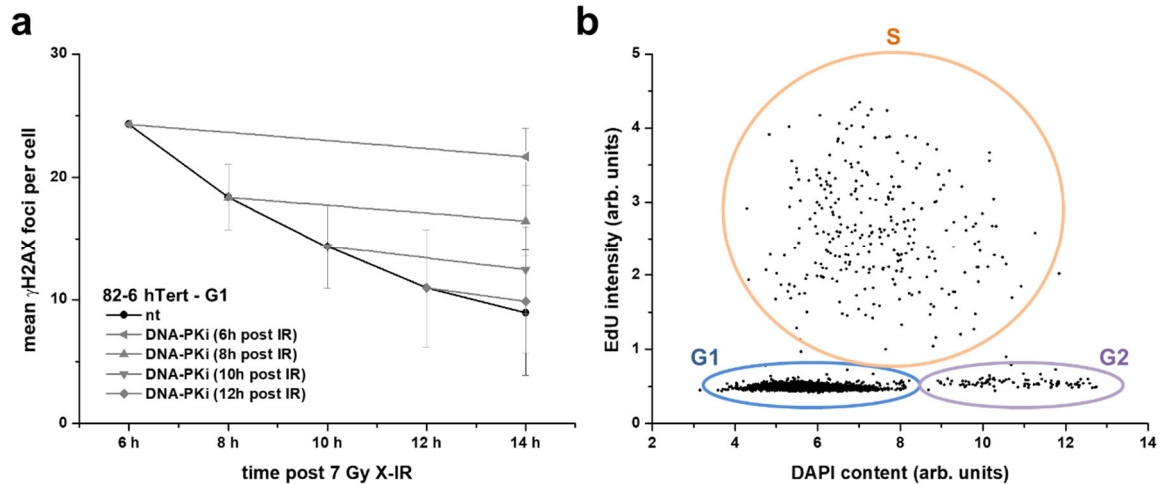 a
30
20
10
0
mean γH2AX foci per cell
82-6 hTert - G1
nt
DNA-PKi (6h post IR)
DNA-PKi (8h post IR)
DNA-PKi (10h post IR)
DNA-PKi (12h post IR)
6 h 8 h 10 h 12 h 14 h
time post 7 Gy X-IR
b
S
5
4
3
2
1
0
EdU intensity (arb. units)
G1
G2
2 4 6 8 10 12 14
DAPI content (arb. units)